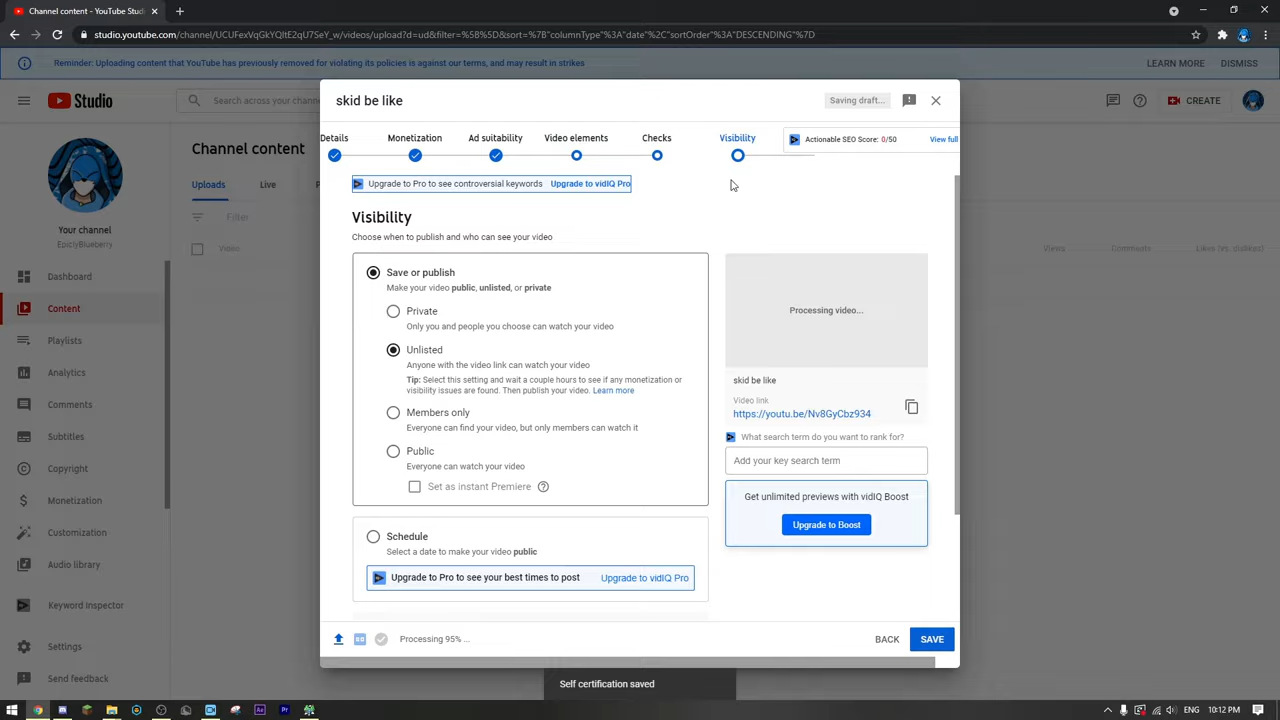 Channel content - YouTube Studio
studio.youtube.com/channel/UCUFexVqGkYQltE2qU7SeY_w/videos/upload?d=ud&filter=%5B%5D&sort=%7B"columnType"%3A"date"%2C"sortOrder"%3A"DESCENDING"%7D
Reminder: Uploading content that YouTube has previously removed for violating its policies is against our terms, and may result in strikes
LEARN MORE
DISMISS
Studio
Search across your channel
CREATE
Your channel
EpiclyBlueberry
Dashboard
Content
Playlists
Analytics
Comments
Subtitles
Copyright
Monetization
Customization
Audio library
Keyword Inspector
Settings
Send feedback
Channel content
Uploads
Live
P
Filter
Video
Views
Comments
Likes (vs. dislikes)
skid be like
Saving draft...
Details
Monetization
Ad suitability
Video elements
Checks
Visibility
Actionable SEO Score: 0/50
View full
Upgrade to Pro to see controversial keywords
Upgrade to vidIQ Pro
Visibility
Choose when to publish and who can see your video
Save or publish
Make your video public, unlisted, or private
Private
Only you and people you choose can watch your video
Unlisted
Anyone with the video link can watch your video
Tip: Select this setting and wait a couple hours to see if any monetization or
visibility issues are found. Then publish your video. Learn more
Members only
Everyone can find your video, but only members can watch it
Public
Everyone can watch your video
Set as instant Premiere
Schedule
Select a date to make your video public
Upgrade to Pro to see your best times to post
Upgrade to vidIQ Pro
Processing video...
skid be like
Video link
https://youtu.be/Nv8GyCbz934
What search term do you want to rank for?
Add your key search term
Get unlimited previews with vidIQ Boost
Upgrade to Boost
Processing 95% ...
BACK
SAVE
Self certification saved
ENG
10:12 PM